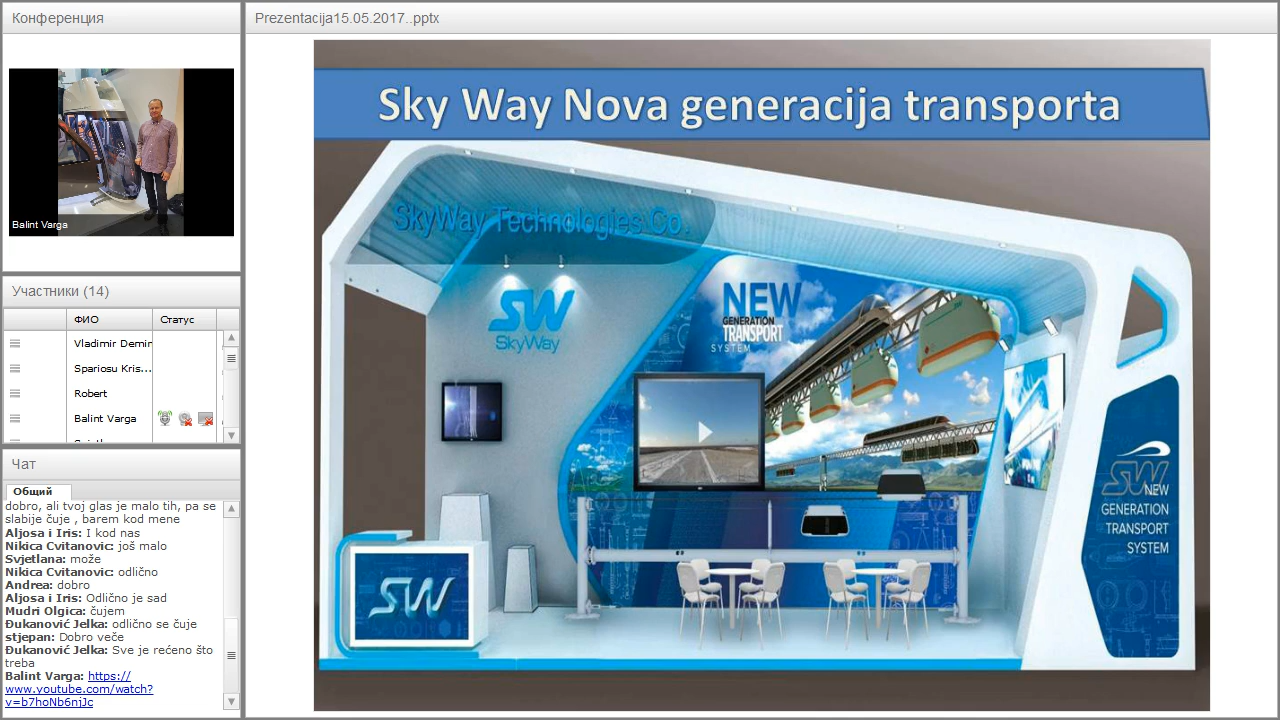 Конференция
Balint Varga
Участники (14)
ФИО
Статус
Vladimir Demir
Spariosu Kris...
Robert
Balint Varga
Чат
Общий
dobro, ali tvoj glas je malo tih, pa se
slabije čuje , barem kod mene
Aljosa i Iris: I kod nas
Nikica Cvitanovic: još malo
Svjetlana: može
Nikica Cvitanovic: odlično
Andrea: dobro
Aljosa i Iris: Odlično je sad
Mudri Olgica: čujem
Đukanović Jelka: odlično se čuje
stjepan: Dobro veče
Đukanović Jelka: Sve je rećeno što
treba
Balint Varga: https://
www.youtube.com/watch?
v=b7hoNb6njJc
Prezentacija15.05.2017..pptx
Sky Way Nova generacija transporta
SkyWay Technologies Co.
SW
SkyWay
NEW
GENERATION
TRANSPORT
SYSTEM
SW
SW NEW
GENERATION
TRANSPORT
SYSTEM